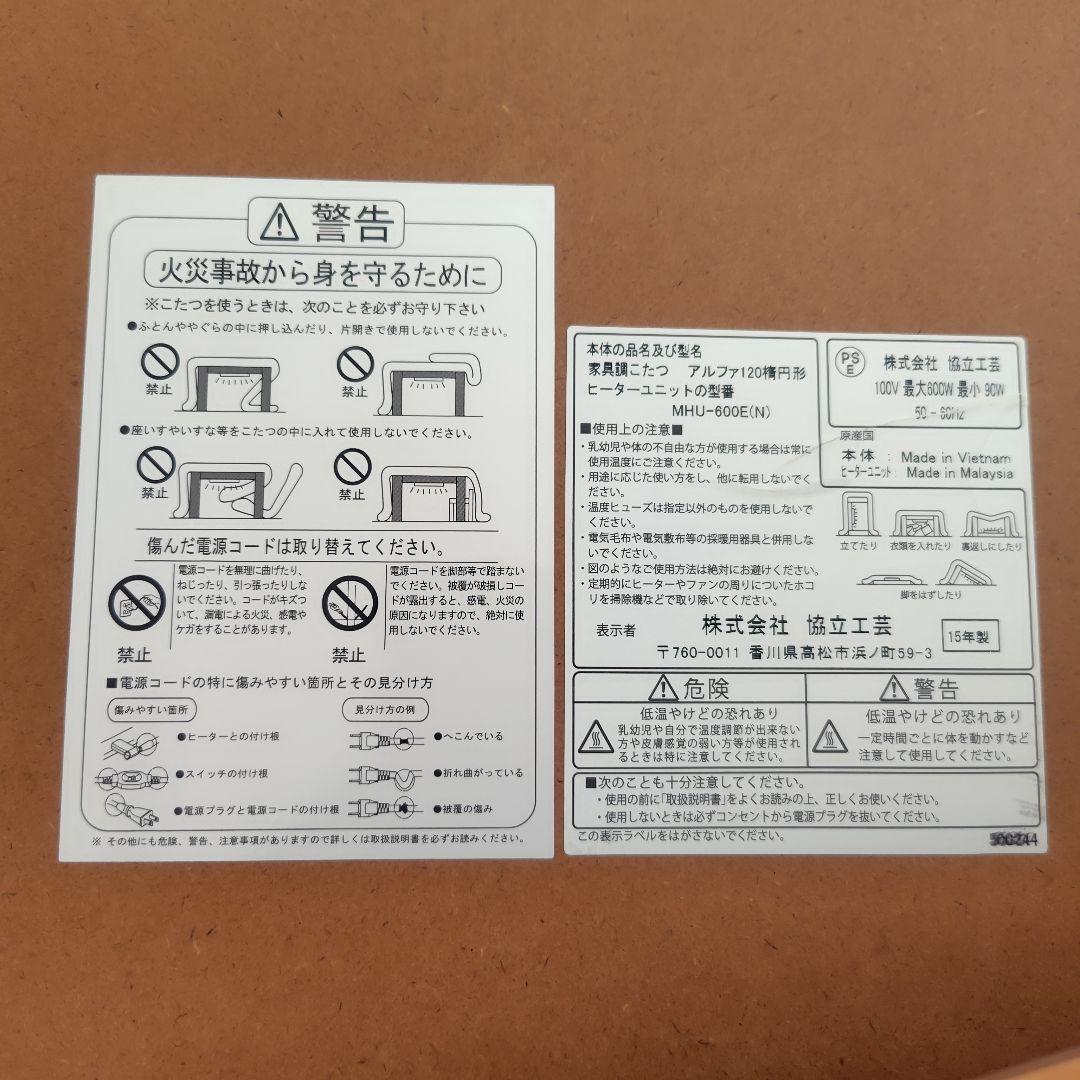 警告
火災事故から身を守るために
※こたつを使うときは、次のことを必ずお守り下さい
●ふとんややぐらの中に押し込んだり、片開きで使用しないでください。
禁止
禁止
●座いすやいすな等をこたつの中に入れて使用しないでください。
禁止
禁止
傷んだ電源コードは取り替えてください。
電源コードを無理に曲げたり、
ねじったり、引っ張ったりしな
いでください。コードがキズつ
いて、漏電による火災、感電や
ケガをすることがあります。
禁止
電源コードを脚部等で踏まない
でください。被覆が破損しコー
ドが露出すると、感電、火災の
原因になりますので、絶対に使
用しないでください。
禁止
■電源コードの特に傷みやすい箇所とその見分け方
傷みやすい箇所
見分け方の例
●ヒーターとの付け根
●へこんでいる
●スイッチの付け根
●折れ曲がっている
●電源プラグと電源コードの付け根
●被覆の傷み
※ その他にも危険、警告、注意事項がありますので詳しくは取扱説明書を必ずお読みください。
本体の品名及び型名
家具調こたつ アルファ120楕円形
ヒーターユニットの型番
MHU-600E(N)
PS
E
株式会社 協立工芸
100V 最大600W 最小 90W
50-60Hz
原産国
本体 : Made in Vietnam
ヒーターユニット: Made in Malaysia
■使用上の注意■
・乳幼児や体の不自由な方が使用する場合は常に
使用温度にご注意ください。
・用途に応じた使い方をし、他に転用しないでく
ださい。
・温度ヒューズは指定以外のものを使用しないで
ください。
・電気毛布や電気敷布等の採暖用器具と併用しな
いでください。
・図のようなご使用方法は絶対にお避けください。
・定期的にヒーターやファンの周りについたホコ
リを掃除機などで取り除いてください。
立てたり
衣類を入れたり
裏返しにしたり
脚をはずしたり
表示者
株式会社 協立工芸
〒760-0011 香川県高松市浜ノ町59-3
15年製
危険
低温やけどの恐れあり
乳幼児や自分で温度調節が出来ない
方や皮膚感覚の弱い方等が使用され
るときは特に注意してください。
警告
低温やけどの恐れあり
一定時間ごとに体を動かすなど
注意して使用してください。
■次のことも十分注意してください。
・使用の前に「取扱説明書」をよくお読みの上、正しくお使いください。
・使用しないときは必ずコンセントから電源プラグを抜いてください。
この表示ラベルをはがさないでください。